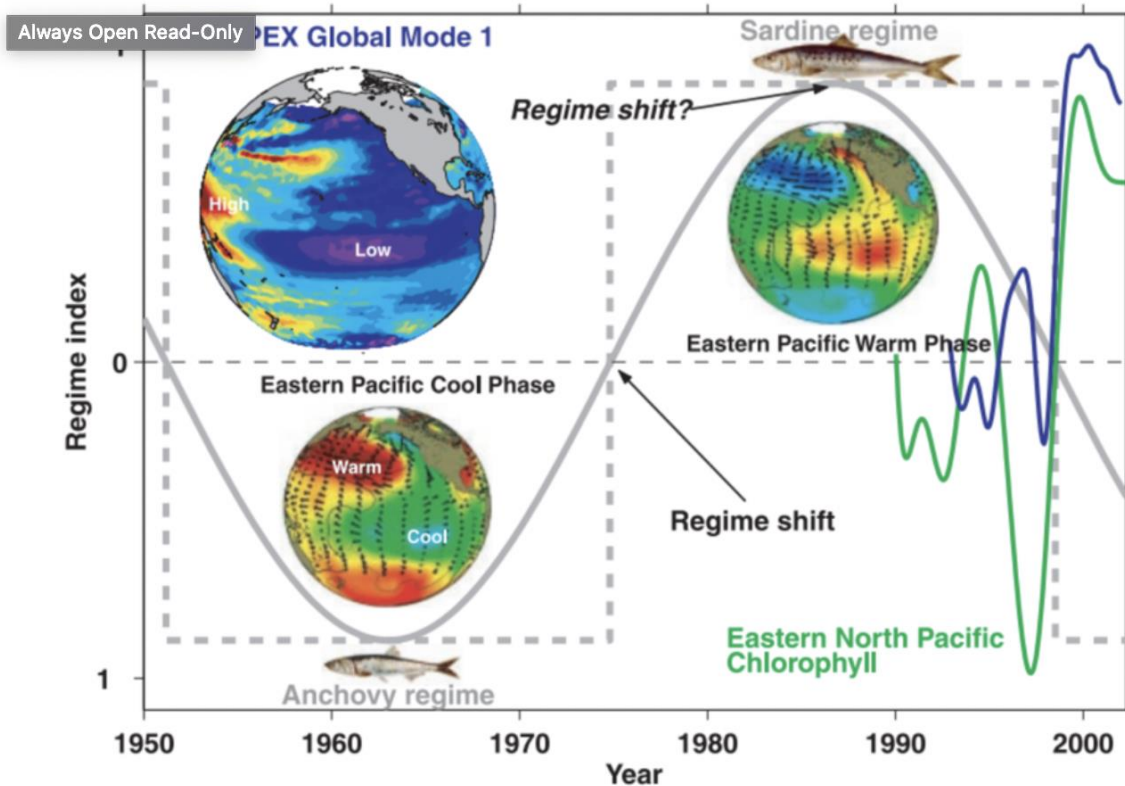 Always Open Read-Only
PEX Global Mode 1
Sardine regime
Regime shift?
High
Low
Regime index
0
Eastern Pacific Warm Phase
Eastern Pacific Cool Phase
Warm
Cool
Regime shift
Eastern North Pacific
Chlorophyll
1
Anchovy regime
1950 1960 1970 1980 1990 2000
Year